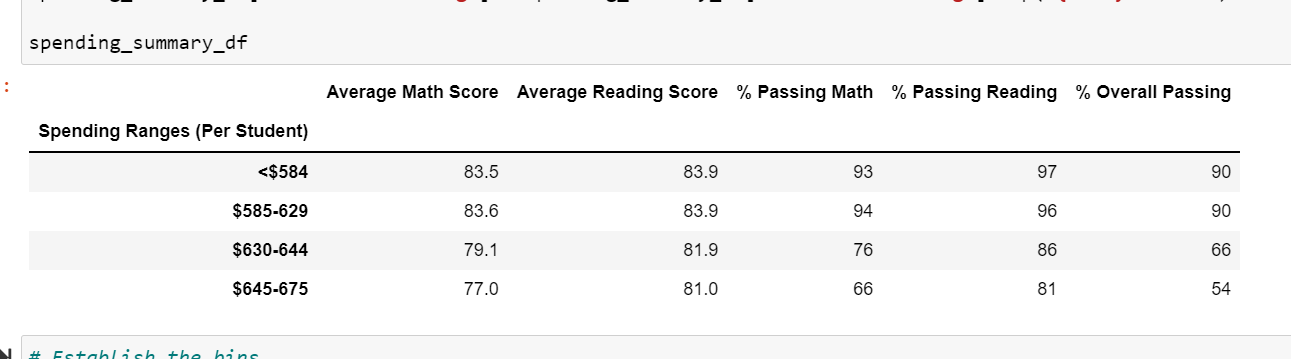 spending_summary_df
:
Average Math Score Average Reading Score % Passing Math % Passing Reading % Overall Passing
Spending Ranges (Per Student)
<$584 83.5 83.9 93 97 90
$585-629 83.6 83.9 94 96 90
$630-644 79.1 81.9 76 86 66
$645-675 77.0 81.0 66 81 54
# Establish the bins